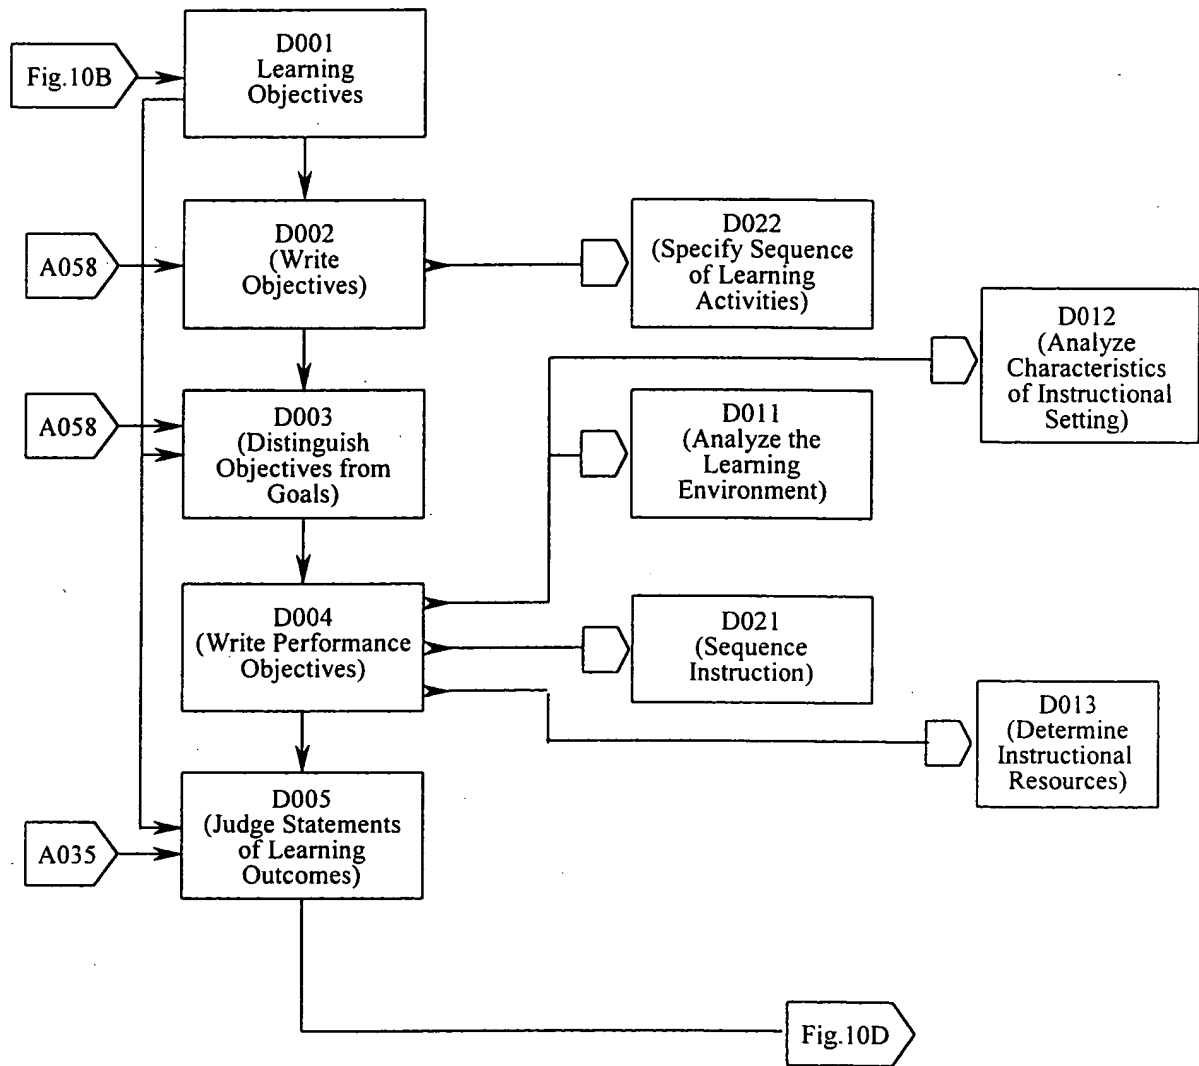 D001
Learning
Objectives
Fig.10B
D002
(Write
Objectives)
A058
D022
(Specify Sequence
of Learning
Activities)
D012
(Analyze
Characteristics
of Instructional
Setting)
A058
D003
(Distinguish
Objectives from
Goals)
D011
(Analyze the
Learning
Environment)
D004
(Write Performance
Objectives)
D021
(Sequence
Instruction)
D013
(Determine
Instructional
Resources)
D005
(Judge Statements
of Learning
Outcomes)
A035
Fig.10D